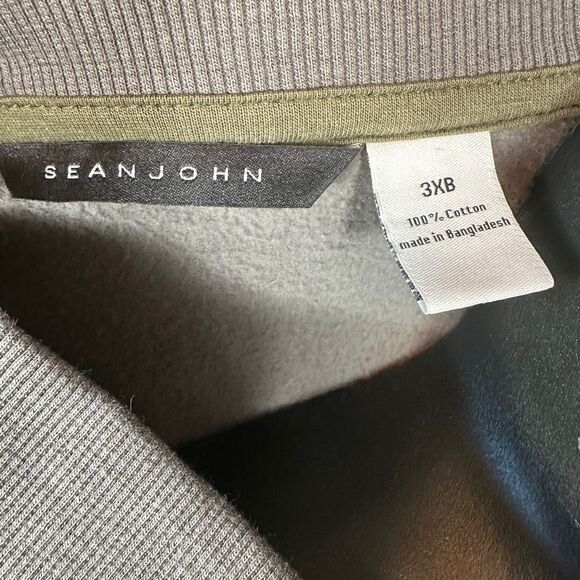 SEANJOHN
3XB
100% Cotton
made in Bangladesh